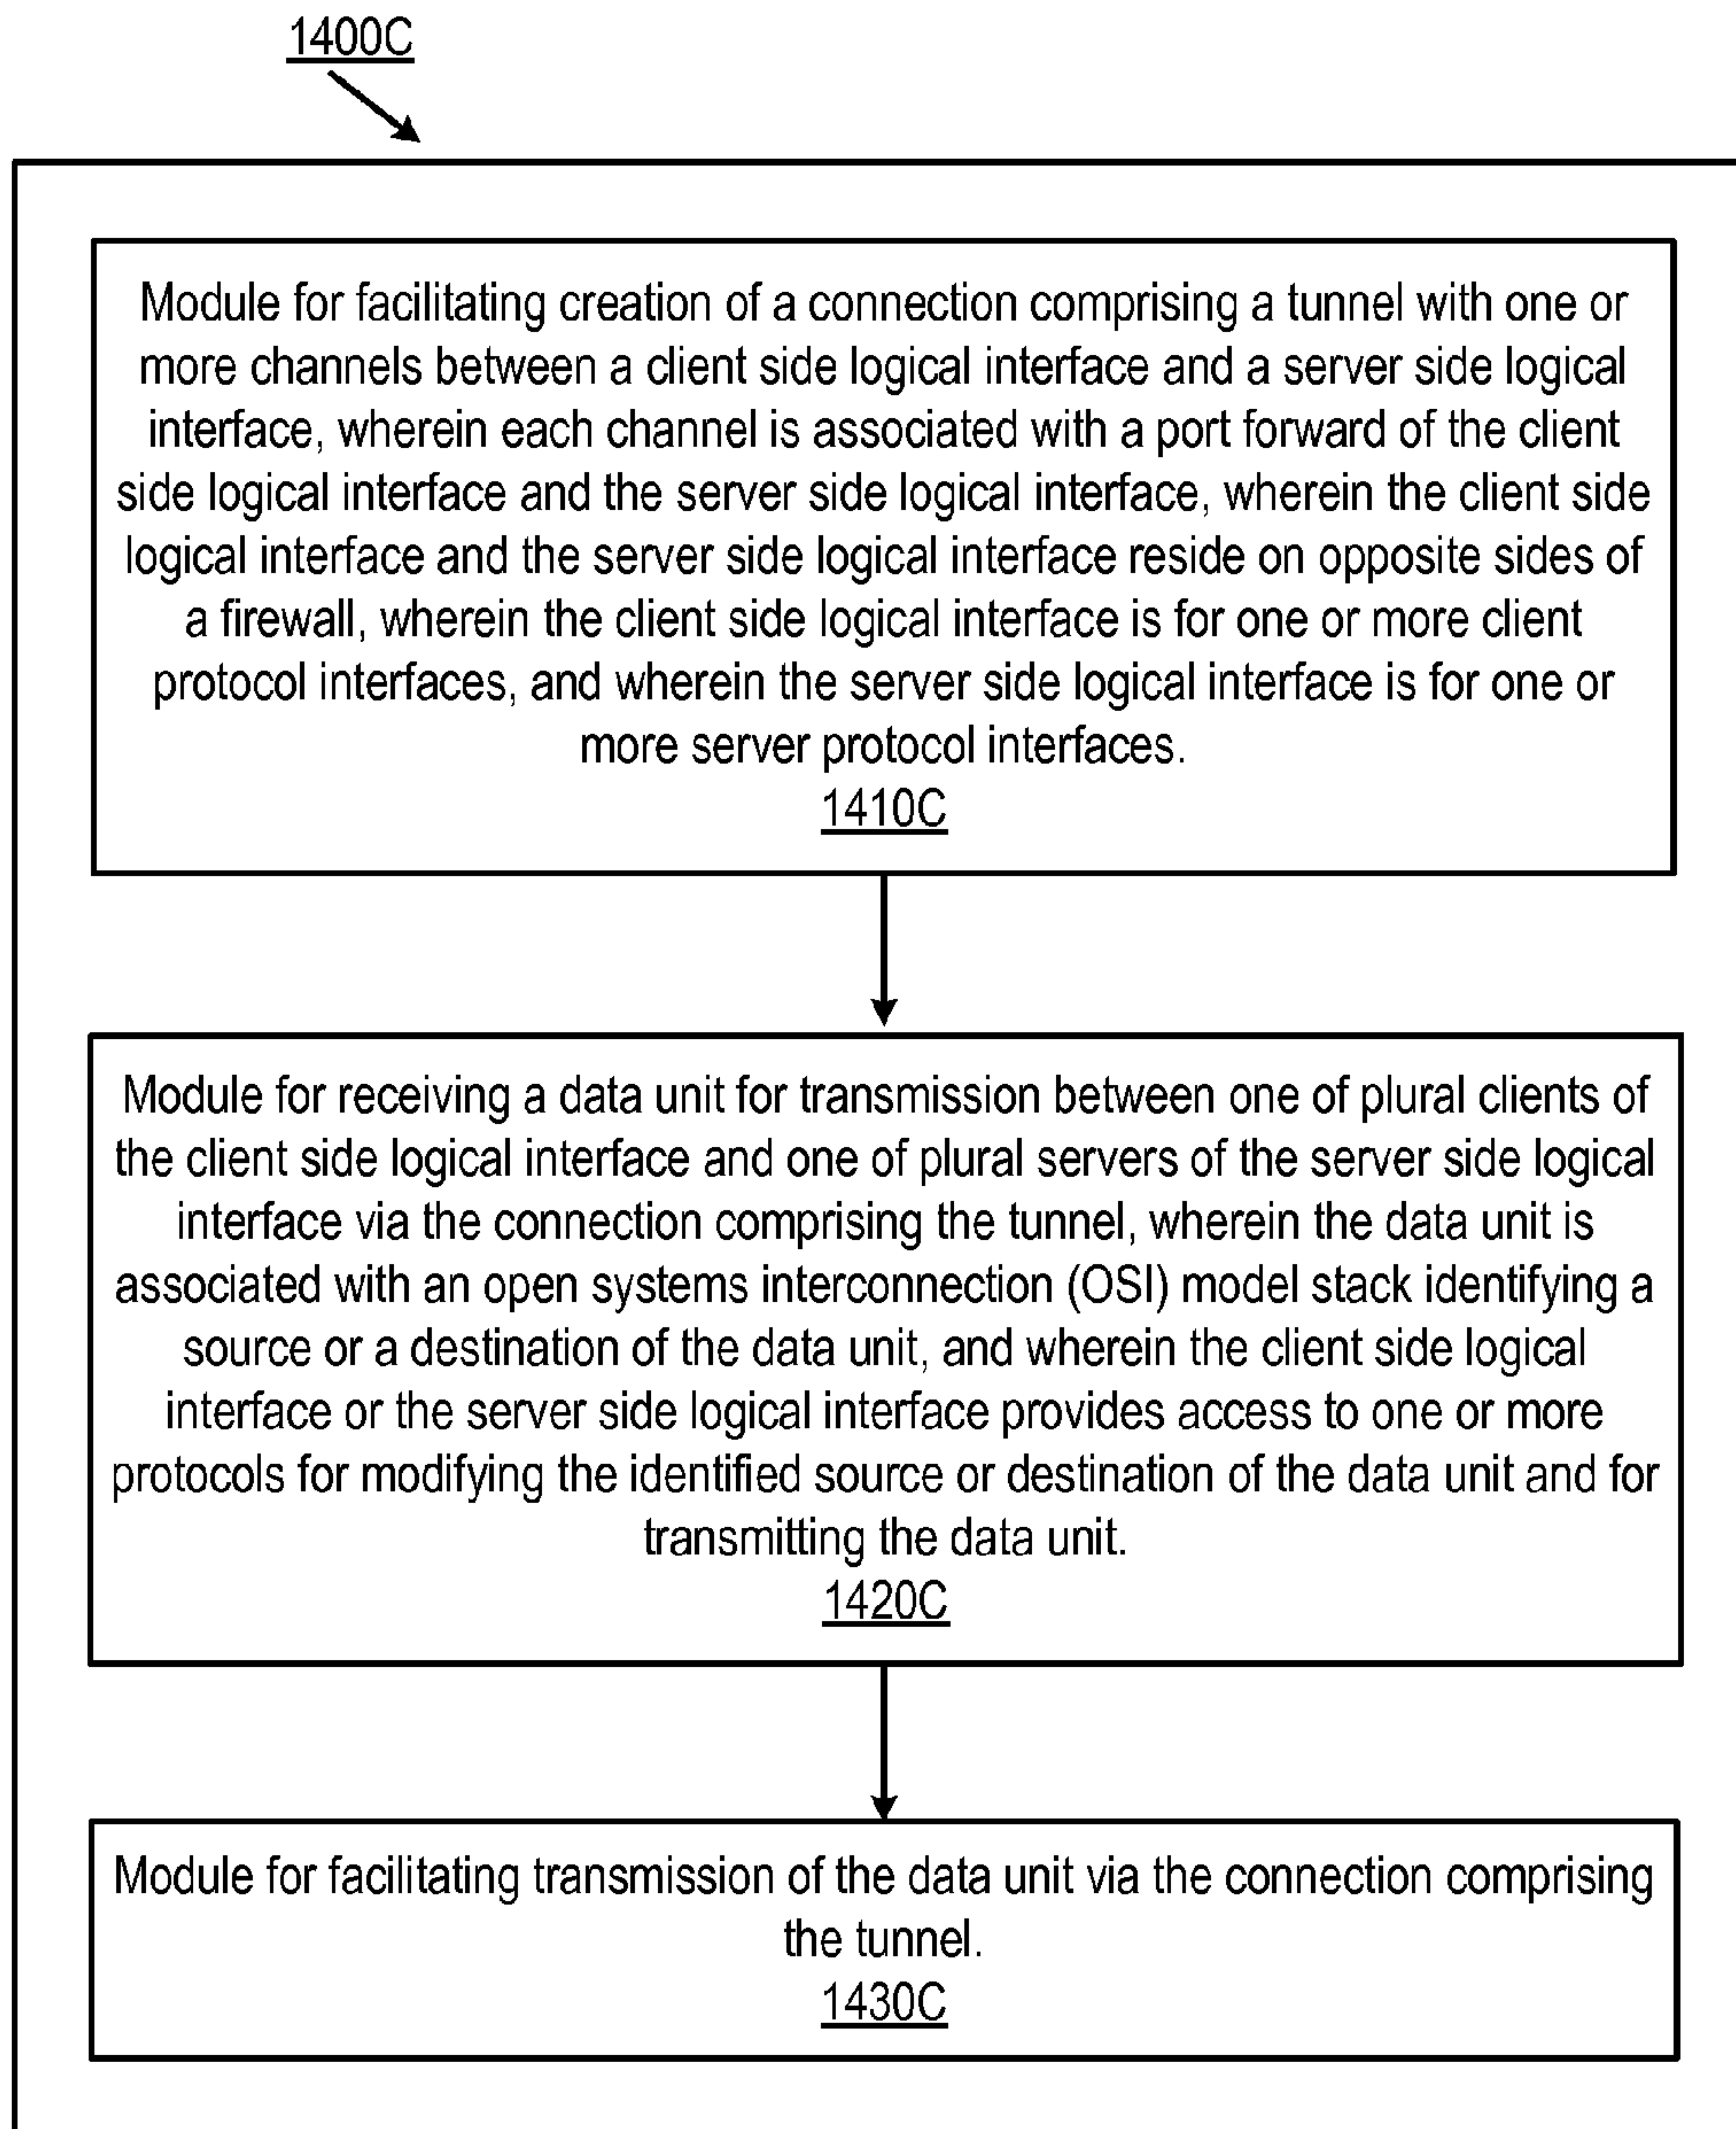 1400C
Module for facilitating creation of a connection comprising a tunnel with one or
more channels between a client side logical interface and a server side logical
interface, wherein each channel is associated with a port forward of the client
side logical interface and the server side logical interface, wherein the client side
logical interface and the server side logical interface reside on opposite sides of
a firewall, wherein the client side logical interface is for one or more client
protocol interfaces, and wherein the server side logical interface is for one or
more server protocol interfaces.
1410C
Module for receiving a data unit for transmission between one of plural clients of
the client side logical interface and one of plural servers of the server side logical
interface via the connection comprising the tunnel, wherein the data unit is
associated with an open systems interconnection (OSI) model stack identifying a
source or a destination of the data unit, and wherein the client side logical
interface or the server side logical interface provides access to one or more
protocols for modifying the identified source or destination of the data unit and for
transmitting the data unit.
1420C
Module for facilitating transmission of the data unit via the connection comprising
the tunnel.
1430C